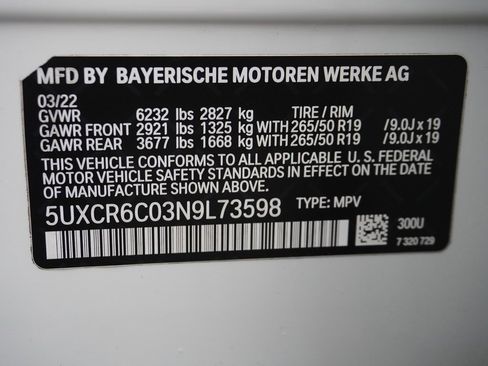 MFD BY BAYERISCHE MOTOREN WERKE AG
03/22
GVWR 6232 lbs 2827 kg TIRE / RIM
GAWR FRONT 2921 lbs 1325 kg WITH 265/50 R19 /9.0J x 19
GAWR REAR 3677 lbs 1668 kg WITH 265/50 R19 /9.0J x 19
THIS VEHICLE CONFORMS TO ALL APPLICABLE U. S. FEDERAL
MOTOR VEHICLE SAFETY STANDARDS IN EFFECT ON THE DATE
OF MANUFACTURE SHOWN ABOVE.
5UXCR6C03N9L73598 TYPE: MPV
300U
7 320 729